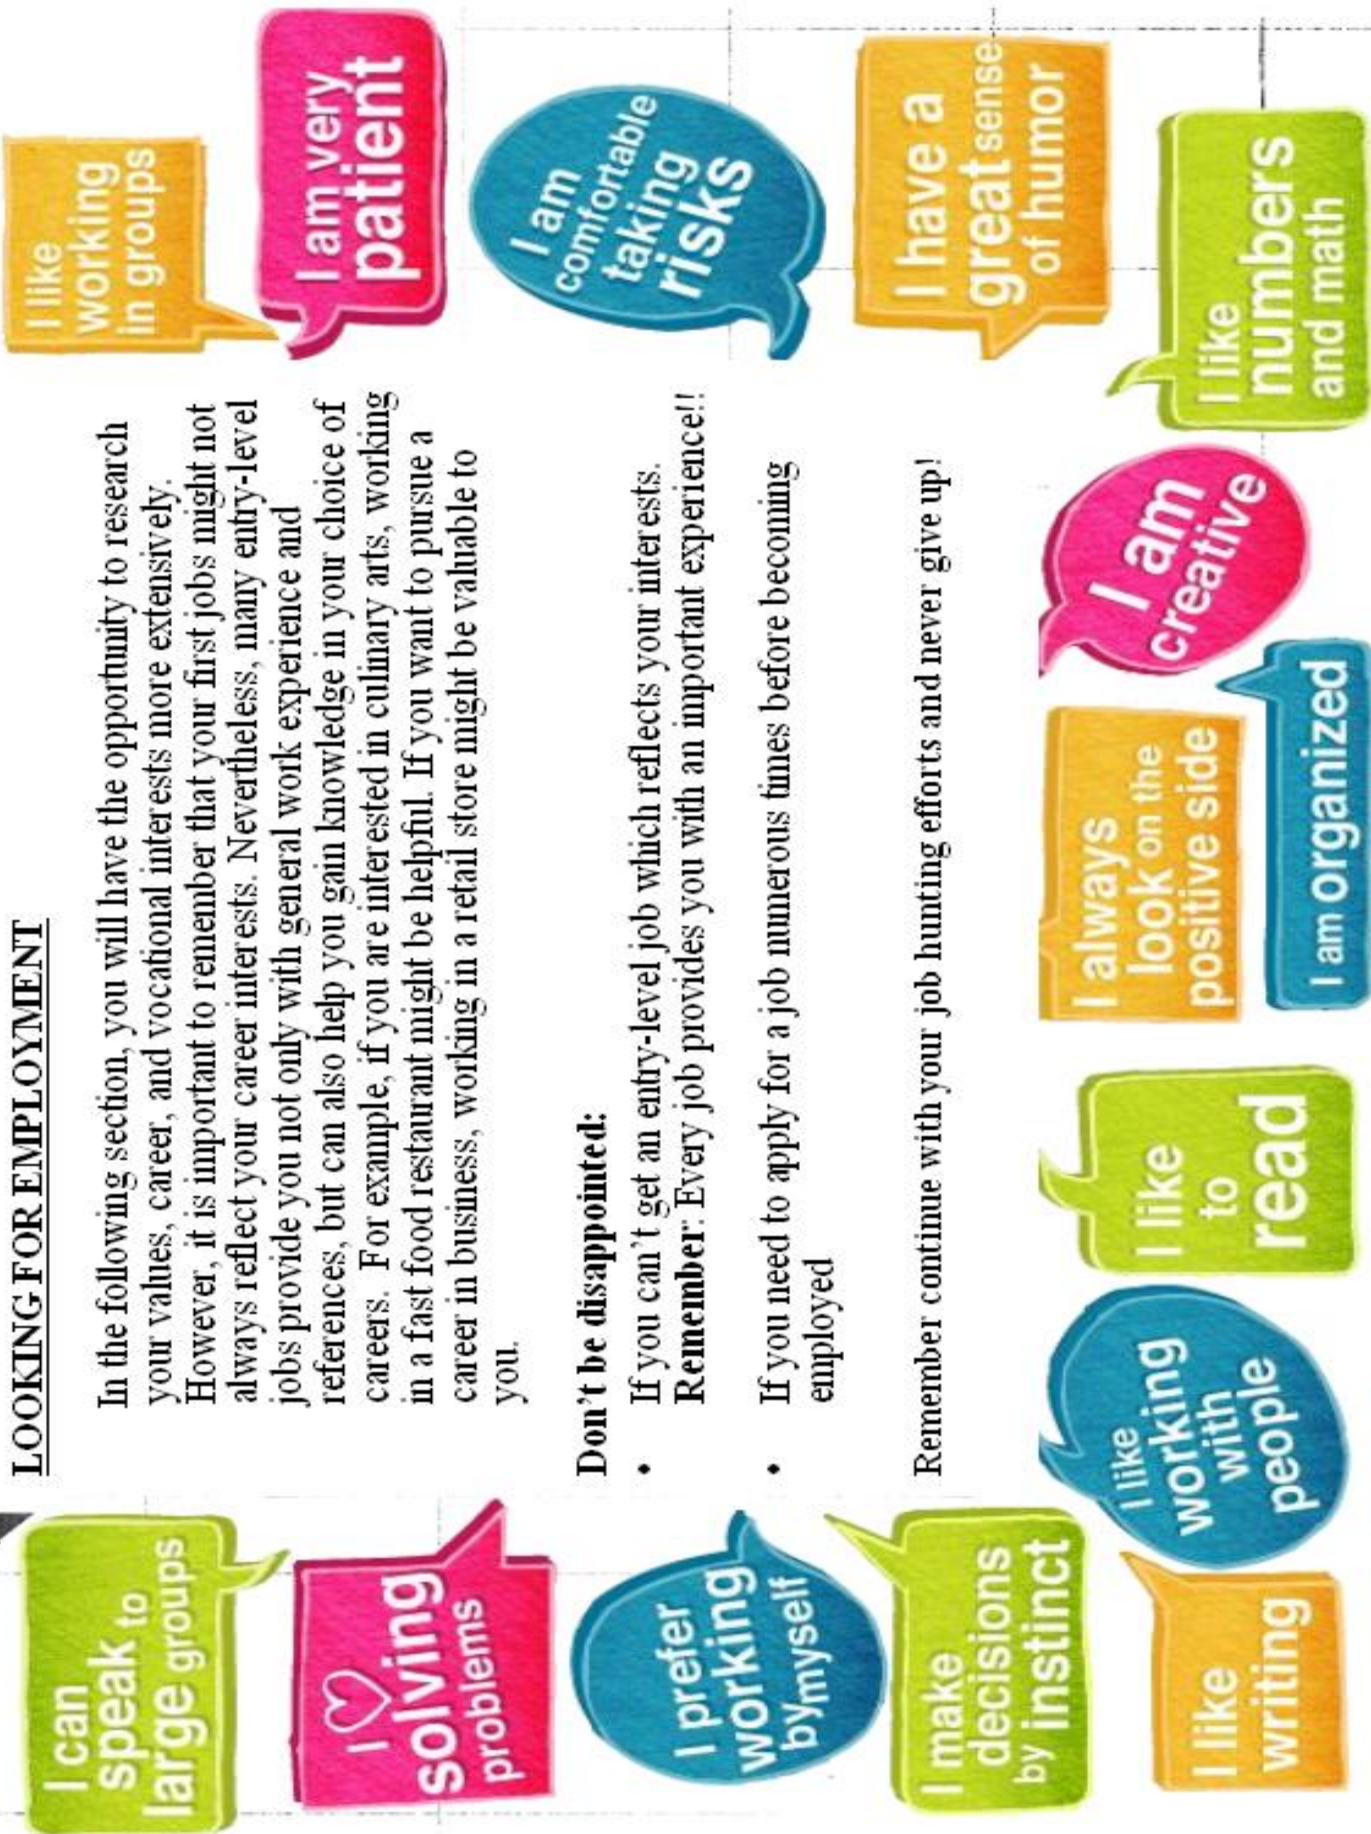 LOOKING FOR EMPLOYMENT
In the following section, you will have the opportunity to research
your values, career, and vocational interests more extensively.
However, it is important to remember that your first jobs might not
always reflect your career interests. Nevertheless, many entry-level
jobs provide you not only with general work experience and
references, but can also help you gain knowledge in your choice of
careers. For example, if you are interested in culinary arts, working
in a fast food restaurant might be helpful. If you want to pursue a
career in business, working in a retail store might be valuable to
you.
Don't be disappointed:
• If you can't get an entry-level job which reflects your interests.
Remember: Every job provides you with an important experience!!
• If you need to apply for a job numerous times before becoming
employed
Remember continue with your job hunting efforts and never give up!
I can
speak to
large groups
I ♡
solving
problems
I prefer
working
bymyself
I make
decisions
by instinct
I like
writing
I like
working
with
people
I like
to
read
I always
look on the
positive side
I am organized
I am
creative
I like
numbers
and math
I have a
great sense
of humor
I am
comfortable
taking
risks
I am very
patient
I like
working
in groups